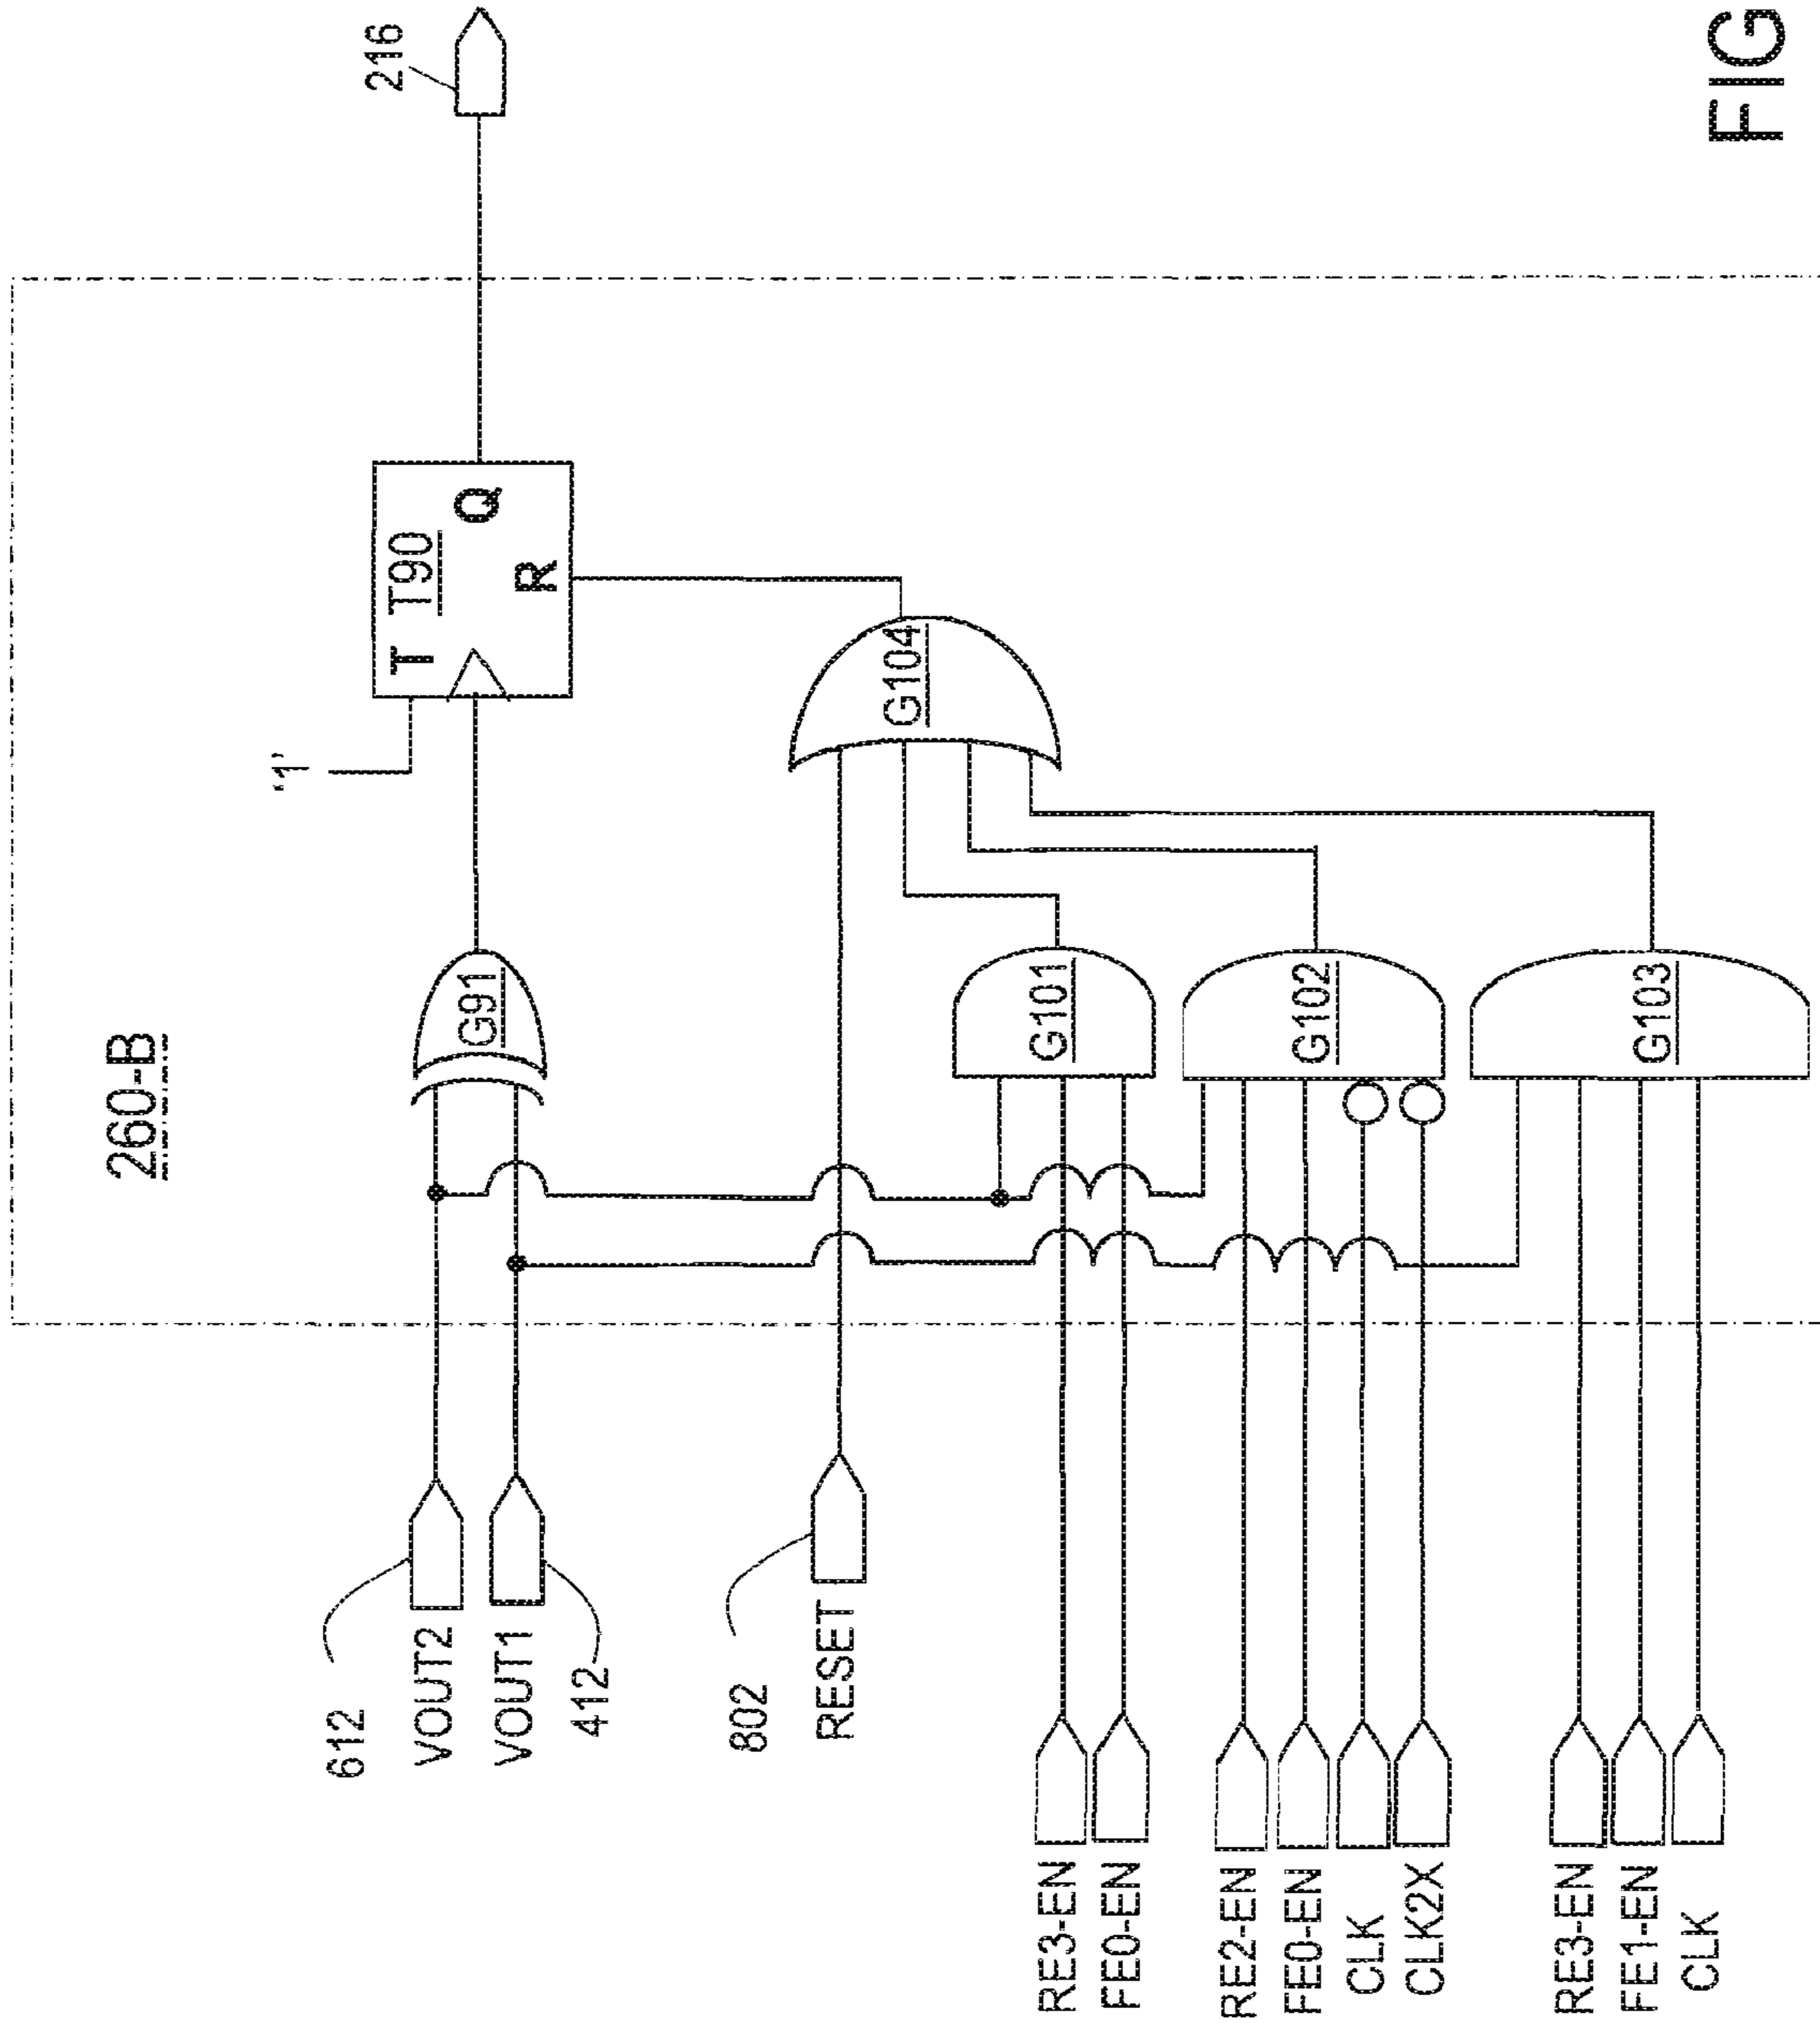 260-B
612
VOUT2
VOUT1
412
G91
'1'
T
T90
Q
R
216
802
RESET
G104
RE3-EN
FE0-EN
G101
RE2-EN
FE0-EN
CLK
CLK2X
G102
RE3-EN
FE1-EN
CLK
G103
FIG